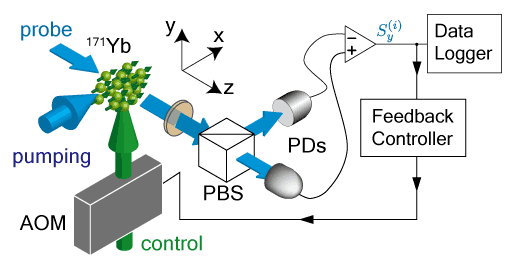 probe
¹⁷¹Yb
y
x
z
S_y^{(i)}
Data
Logger
−
+
pumping
PDs
Feedback
Controller
PBS
AOM
control